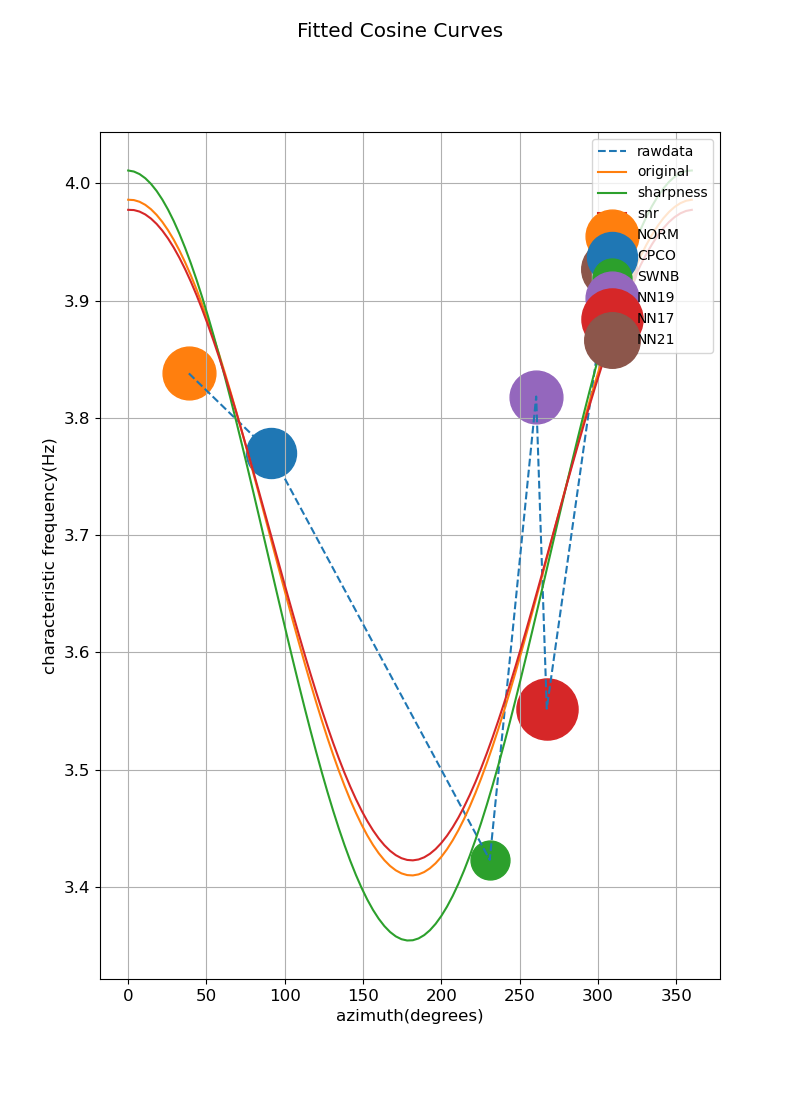 Fitted Cosine Curves
characteristic frequency(Hz)
4.0
3.9
3.8
3.7
3.6
3.5
3.4
rawdata
original
sharpness
snr
NORM
CPCO
SWNB
NN19
NN17
NN21
0 50 100 150 200 250 300 350
azimuth(degrees)